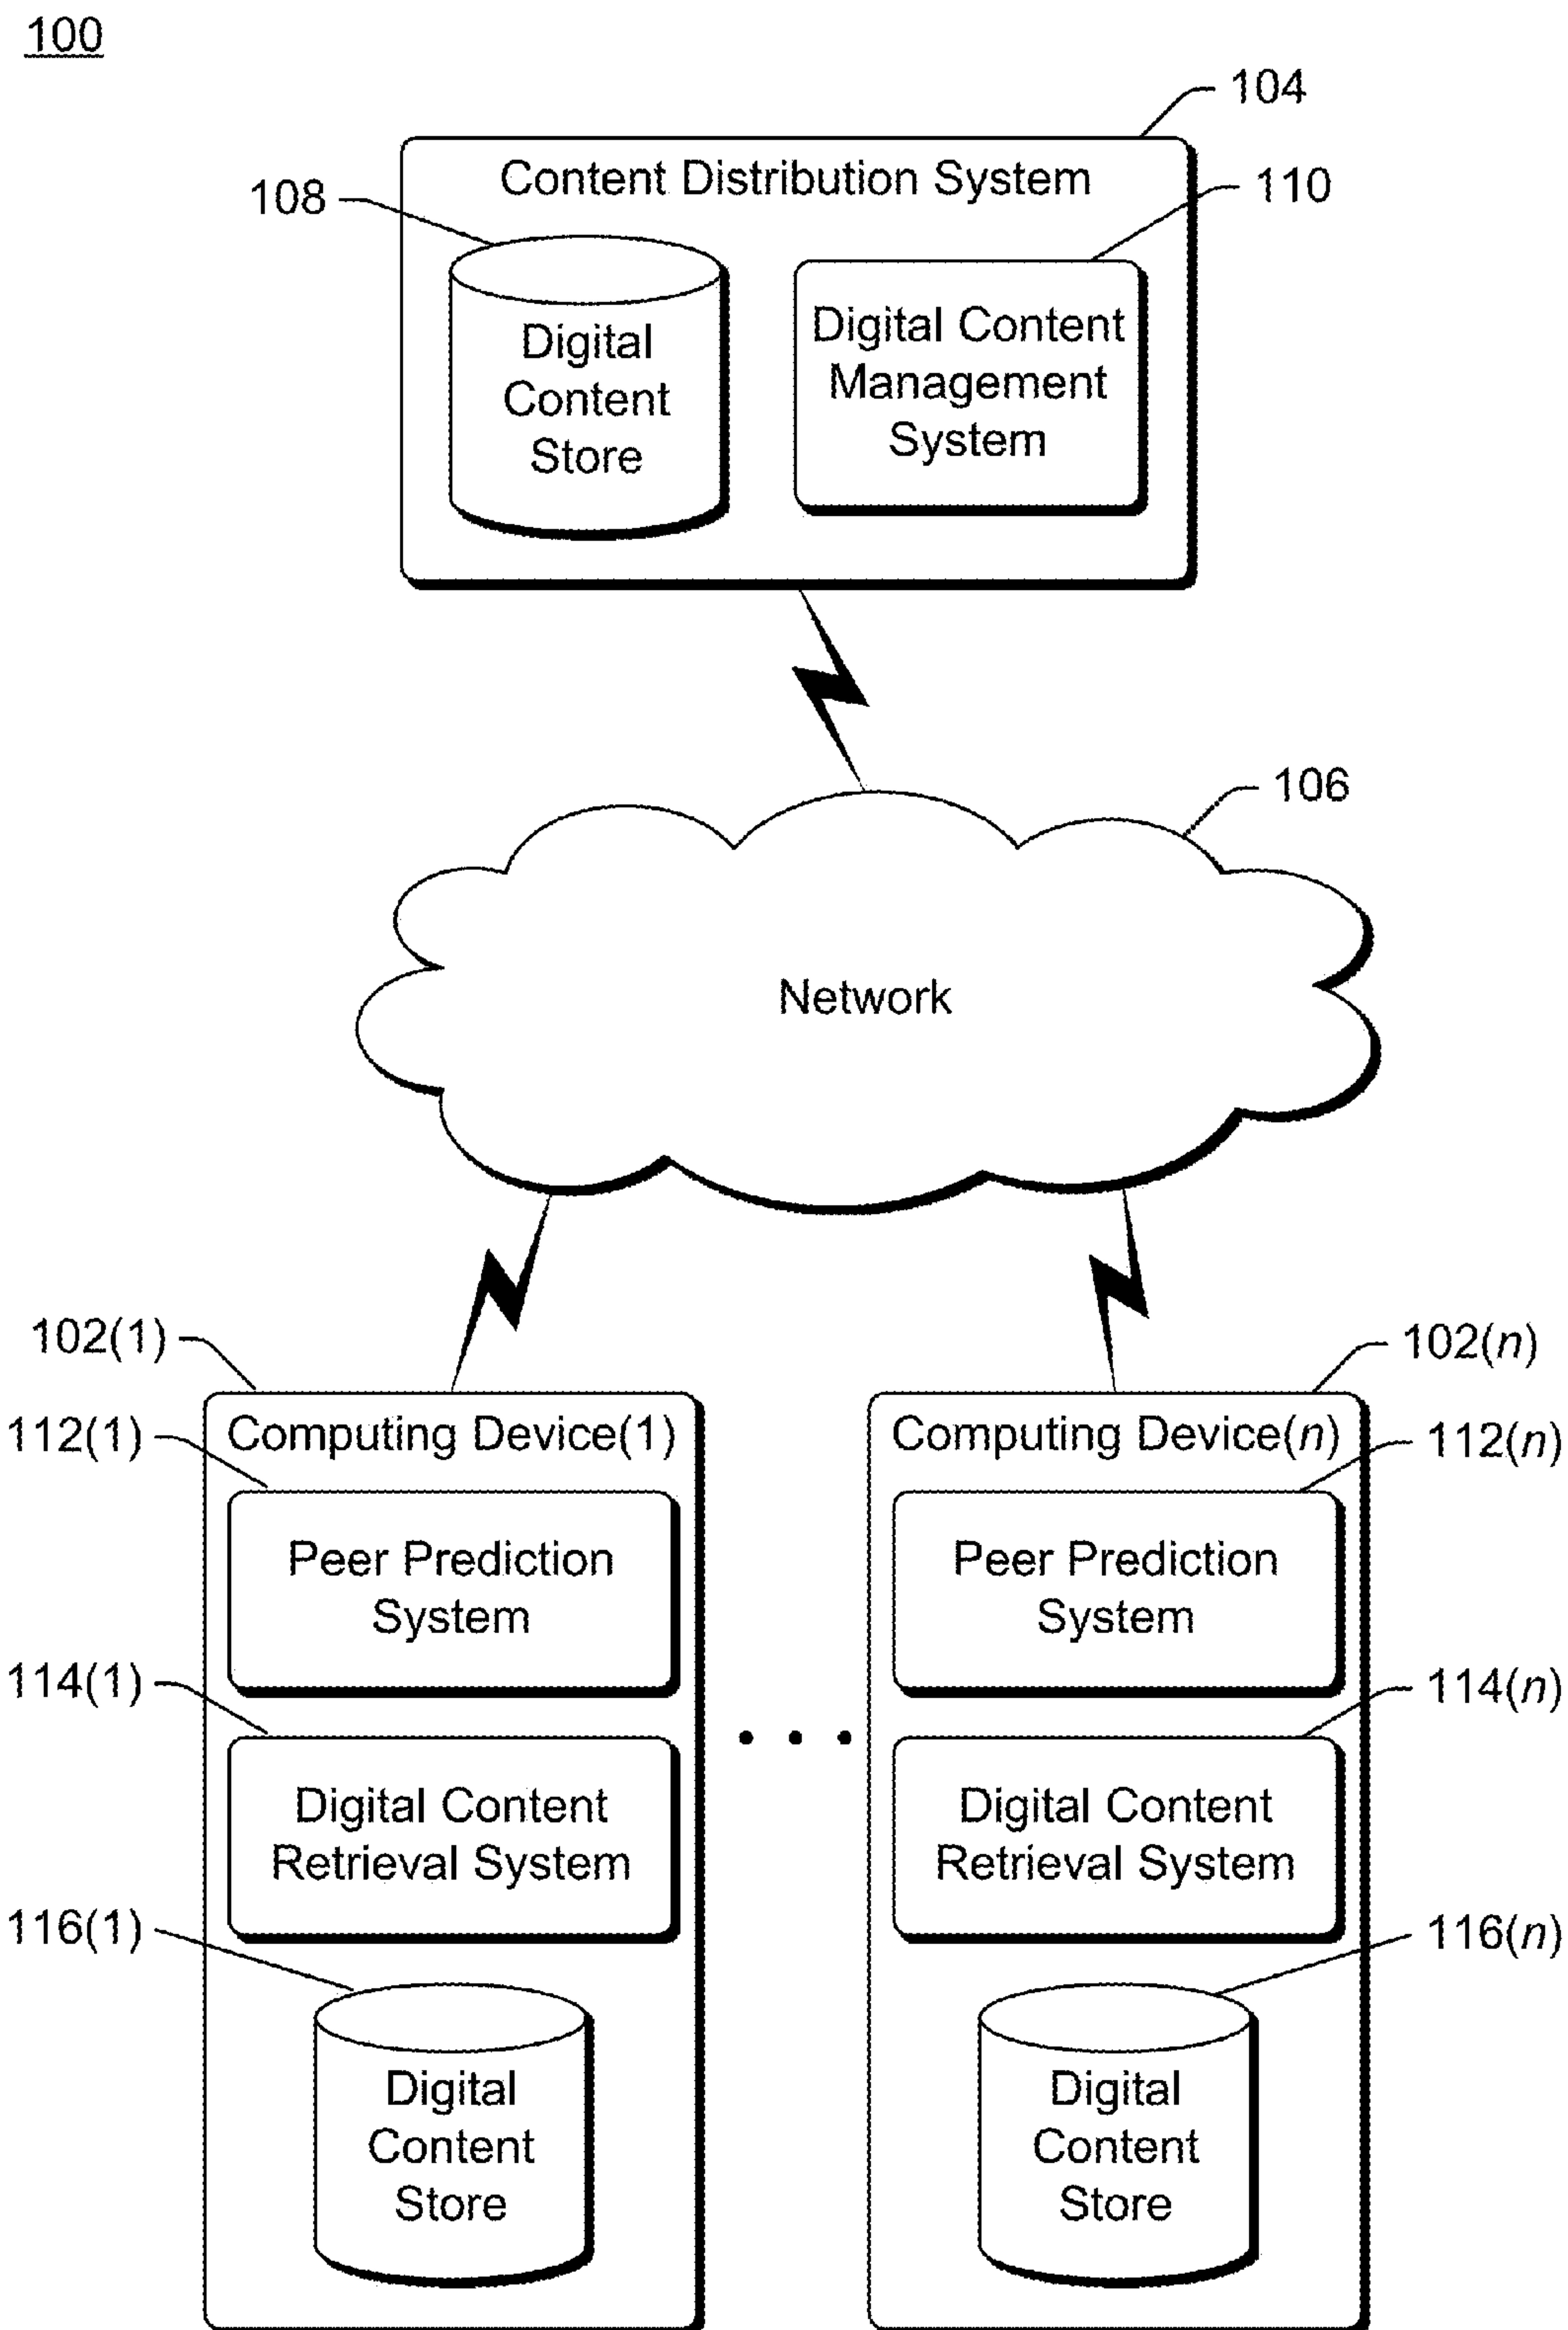 100
104
Content Distribution System
108
110
Digital
Content
Store
Digital Content
Management
System
106
Network
102(1)
102(n)
Computing Device(1)
Computing Device(n)
112(1)
112(n)
Peer Prediction
System
Peer Prediction
System
114(1)
114(n)
Digital Content
Retrieval System
Digital Content
Retrieval System
116(1)
116(n)
Digital
Content
Store
Digital
Content
Store